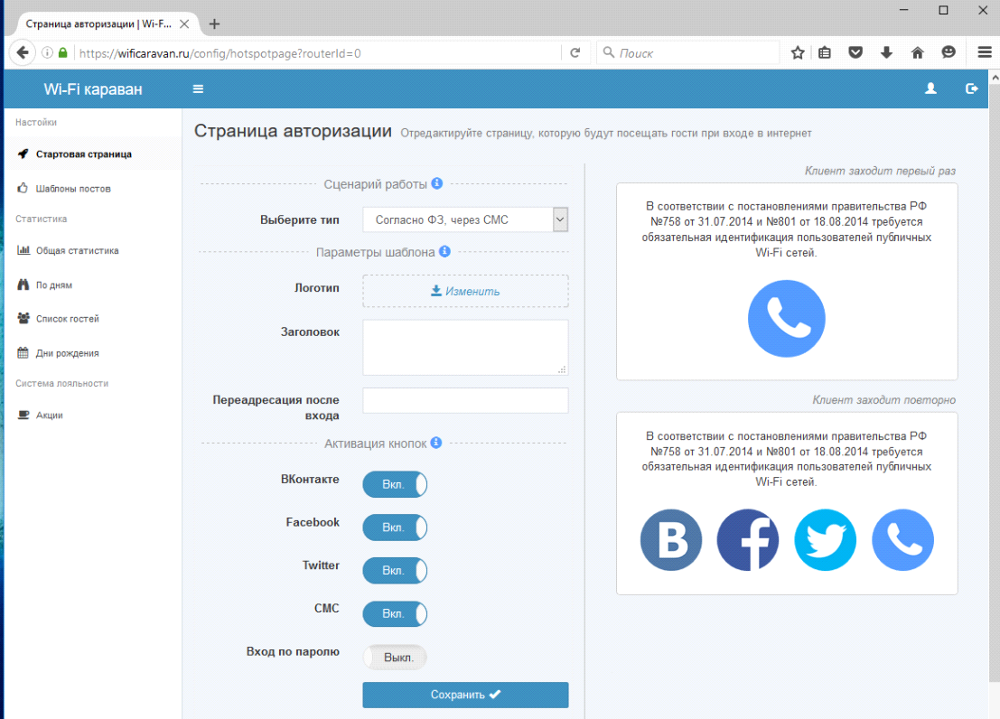 Страница авторизации | Wi-F...
https://wificaravan.ru/config/hotspotpage?routerId=0
Поиск
Wi-Fi караван
Настойки
Стартовая страница
Шаблоны постов
Статистика
Общая статистика
По дням
Список гостей
Дни рождения
Система лояльности
Акции
Страница авторизации Отредактируйте страницу, которую будут посещать гости при входе в интернет
Сценарий работы
Выберите тип Согласно ФЗ, через СМС
Параметры шаблона
Логотип Изменить
Заголовок
Переадресация после
входа
Активация кнопок
ВКонтакте Вкл.
Facebook Вкл.
Twitter Вкл.
СМС Вкл.
Вход по паролю Выкл.
Сохранить
Клиент заходит первый раз
В соответствии с постановлениями правительства РФ
№758 от 31.07.2014 и №801 от 18.08.2014 требуется
обязательная идентификация пользователей публичных
Wi-Fi сетей.
Клиент заходит повторно
В соответствии с постановлениями правительства РФ
№758 от 31.07.2014 и №801 от 18.08.2014 требуется
обязательная идентификация пользователей публичных
Wi-Fi сетей.